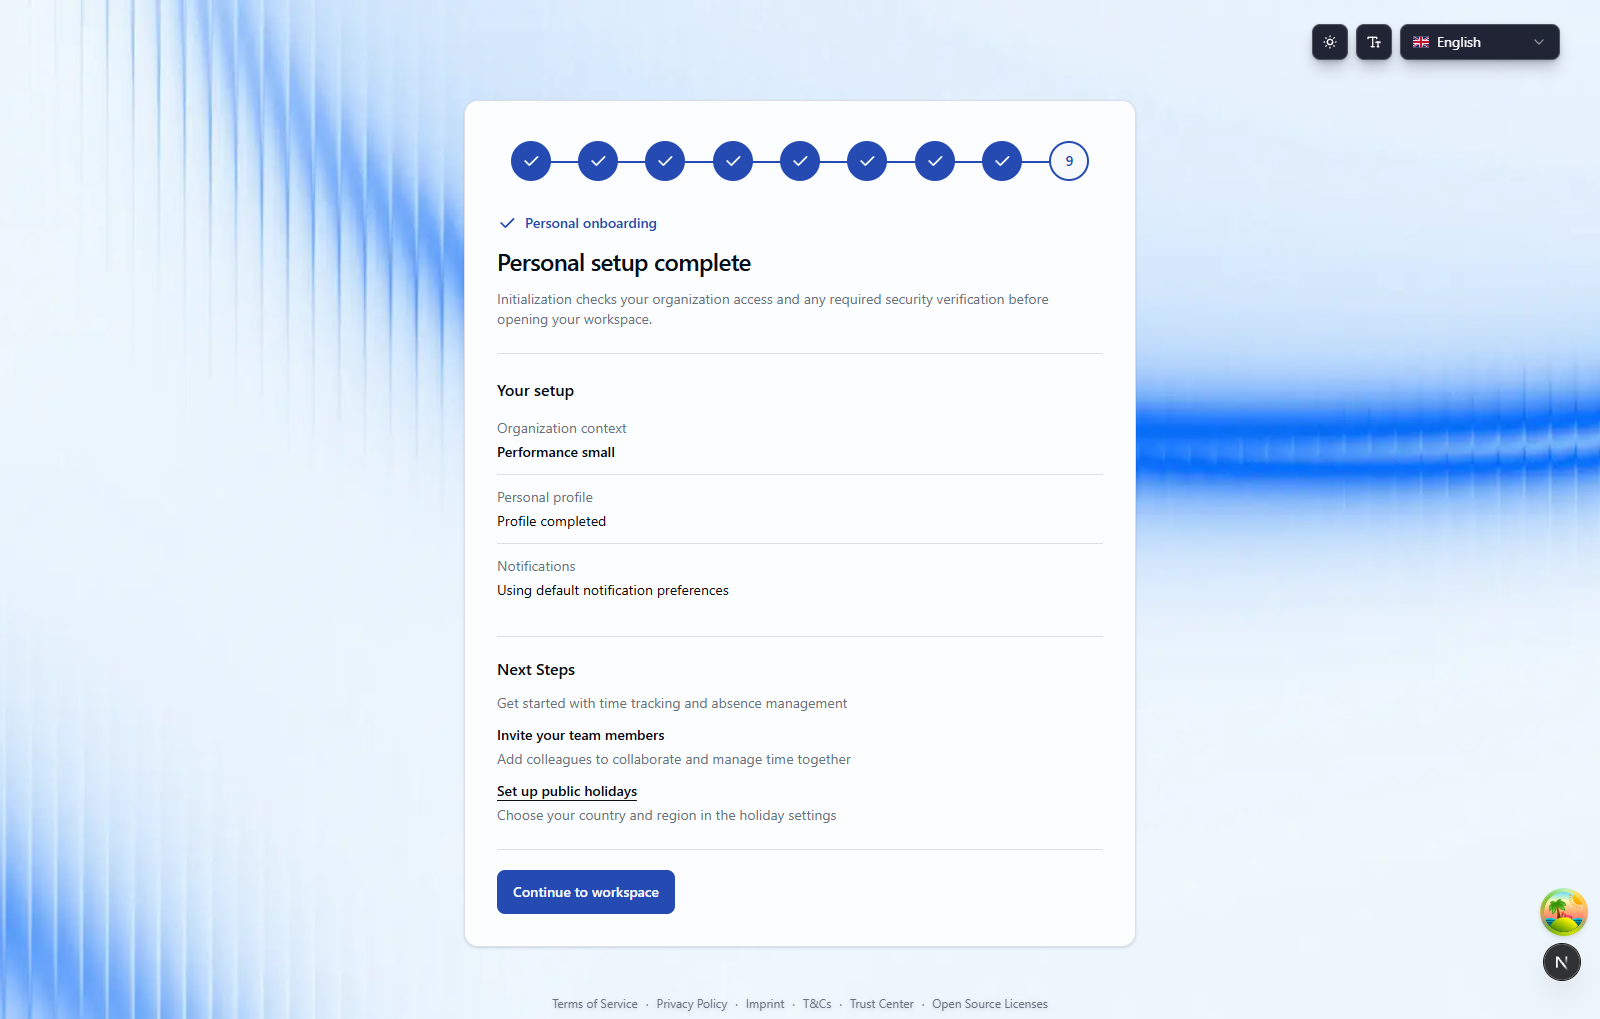 English
9
Personal onboarding
Personal setup complete
Initialization checks your organization access and any required security verification before
opening your workspace.
Your setup
Organization context
Performance small
Personal profile
Profile completed
Notifications
Using default notification preferences
Next Steps
Get started with time tracking and absence management
Invite your team members
Add colleagues to collaborate and manage time together
Set up public holidays
Choose your country and region in the holiday settings
Continue to workspace
N
Terms of Service · Privacy Policy · Imprint · T&Cs · Trust Center · Open Source Licenses